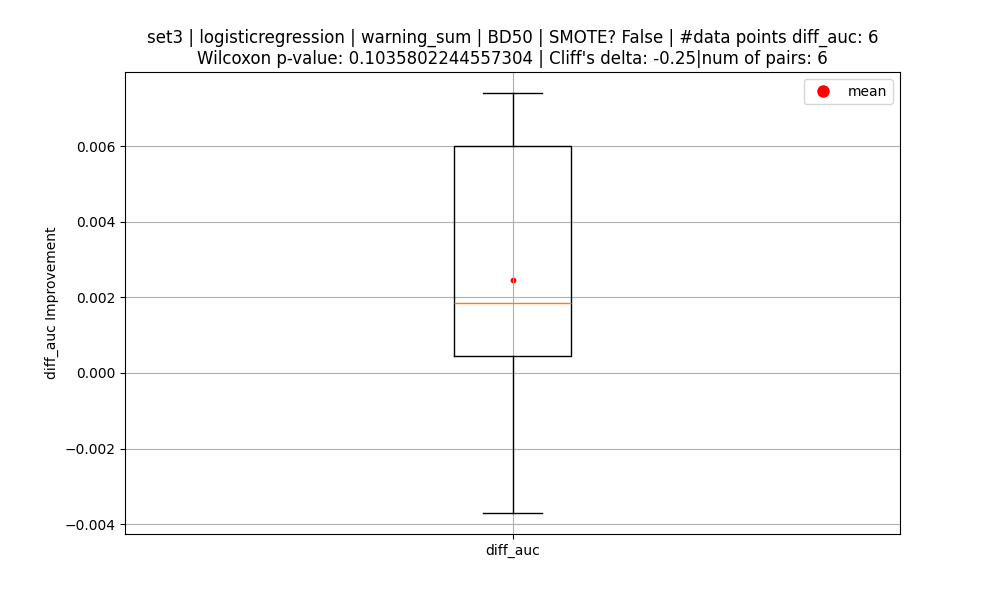 set3 | logisticregression | warning_sum | BD50 | SMOTE? False | #data points diff_auc: 6
Wilcoxon p-value: 0.1035802244557304 | Cliff's delta: -0.25|num of pairs: 6
mean
0.006
0.004
0.002
0.000
−0.002
−0.004
diff_auc Improvement
diff_auc